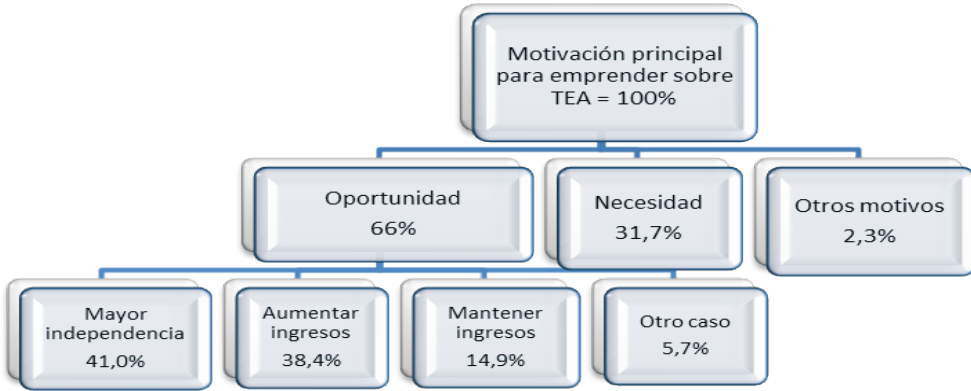 Motivación principal
para emprender sobre
TEA = 100%
Oportunidad
66%
Necesidad
31,7%
Otros motivos
2,3%
Mayor
independencia
41,0%
Aumentar
ingresos
38,4%
Mantener
ingresos
14,9%
Otro caso
5,7%